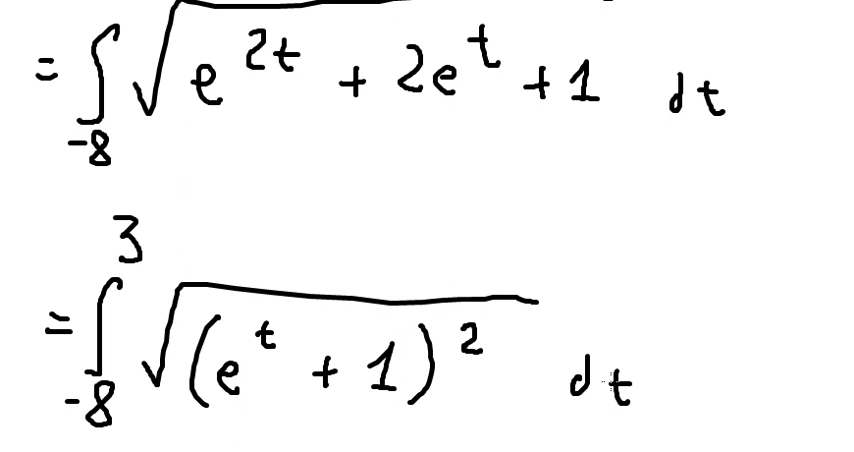 = ∫_{-8} √(e^{2t} + 2e^t + 1) dt
= ∫_{-8}^{3} √((e^t + 1)^2) dt